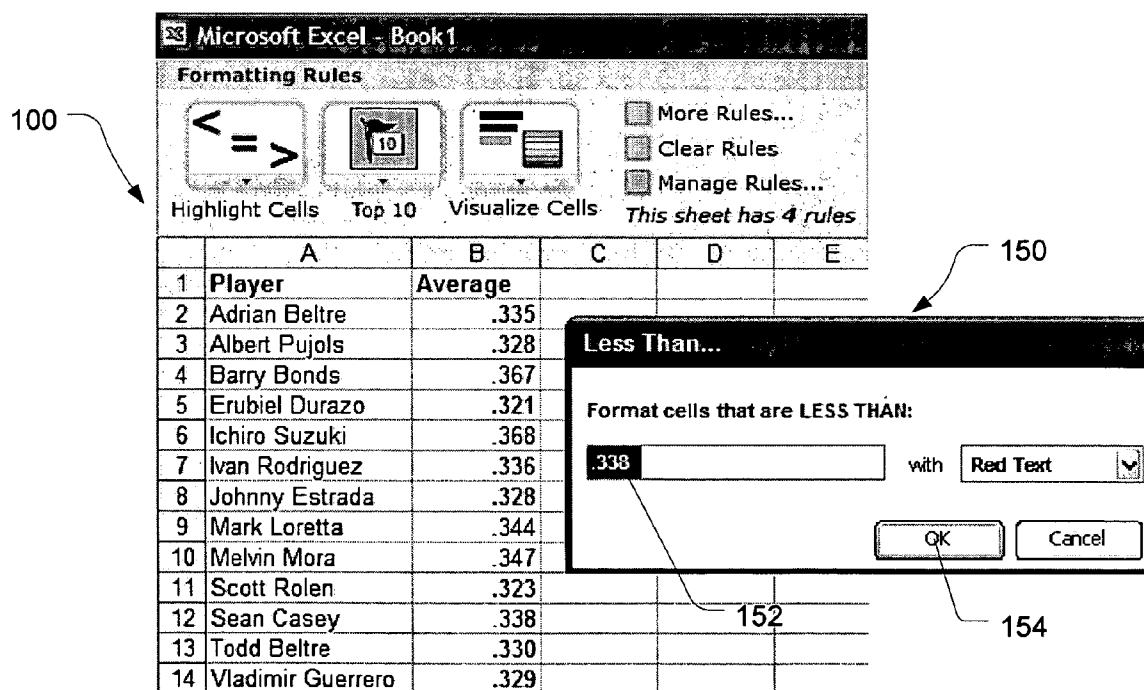 Microsoft Excel - Book1
Formatting Rules
100
< = >
10
More Rules...
Clear Rules
Manage Rules...
Highlight Cells Top 10 Visualize Cells This sheet has 4 rules
A B C D E
150
1 Player Average
2 Adrian Beltre .335
3 Albert Pujols .328
4 Barry Bonds .367
5 Erubiel Durazo .321
6 Ichiro Suzuki .368
7 Ivan Rodriguez .336
8 Johnny Estrada .328
9 Mark Loretta .344
10 Melvin Mora .347
11 Scott Rolen .323
12 Sean Casey .338
13 Todd Beltre .330
14 Vladimir Guerrero .329
Less Than...
Format cells that are LESS THAN:
.338 with Red Text
OK Cancel
152
154